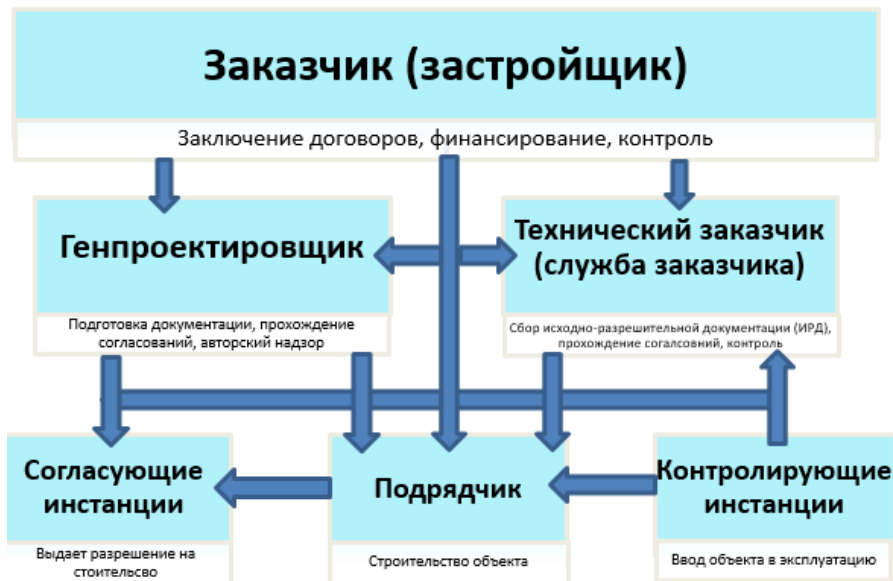 Заказчик (застройщик)
Заключение договоров, финансирование, контроль
Генпроектировщик
Подготовка документации, прохождение
согласований, авторский надзор
Технический заказчик
(служба заказчика)
Сбор исходно-разрешительной документации (ИРД),
прохождение согалсовний, контроль
Согласующие
инстанции
Выдает разрешение на
стоительсво
Подрядчик
Строительство объекта
Контролирующие
инстанции
Ввод объекта в эксплуатацию